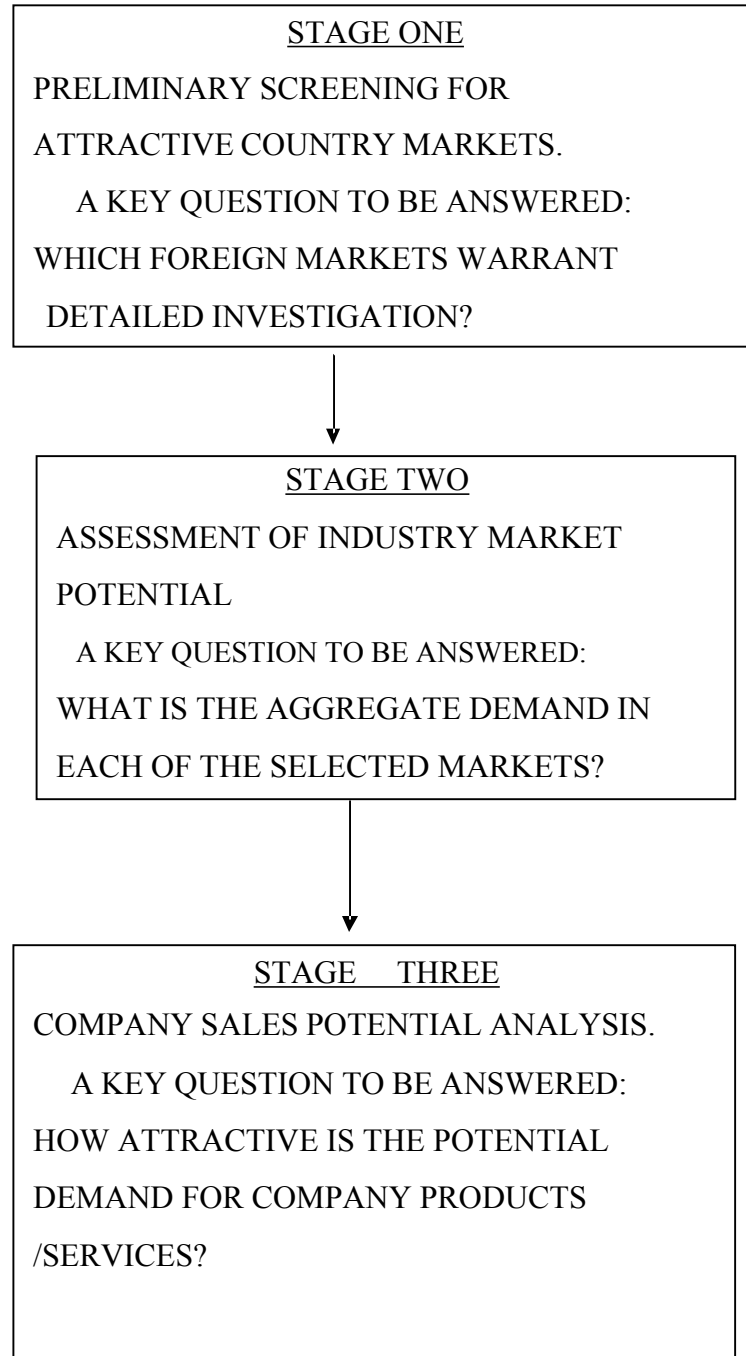 STAGE ONE
PRELIMINARY SCREENING FOR
ATTRACTIVE COUNTRY MARKETS.
A KEY QUESTION TO BE ANSWERED:
WHICH FOREIGN MARKETS WARRANT
DETAILED INVESTIGATION?
STAGE TWO
ASSESSMENT OF INDUSTRY MARKET
POTENTIAL
A KEY QUESTION TO BE ANSWERED:
WHAT IS THE AGGREGATE DEMAND IN
EACH OF THE SELECTED MARKETS?
STAGE THREE
COMPANY SALES POTENTIAL ANALYSIS.
A KEY QUESTION TO BE ANSWERED:
HOW ATTRACTIVE IS THE POTENTIAL
DEMAND FOR COMPANY PRODUCTS
/SERVICES?